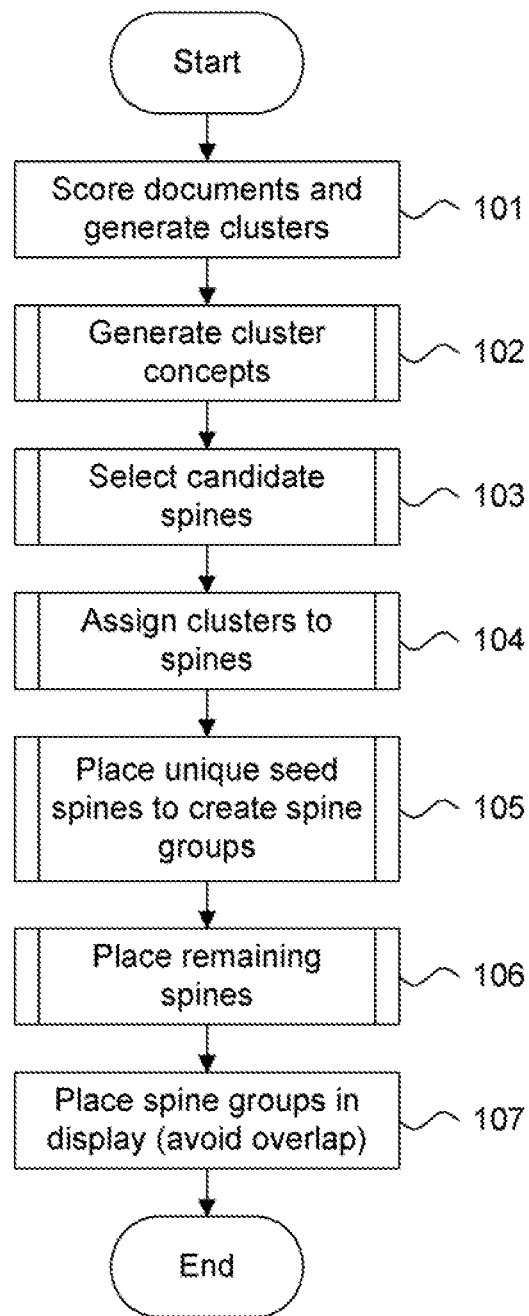 Start
Score documents and
generate clusters
101
Generate cluster
concepts
102
Select candidate
spines
103
Assign clusters to
spines
104
Place unique seed
spines to create spine
groups
105
Place remaining
spines
106
Place spine groups in
display (avoid overlap)
107
End